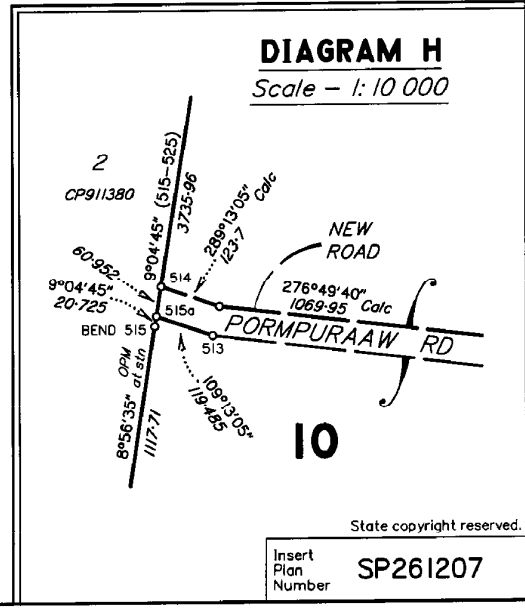 DIAGRAM H
Scale - 1:10 000
2
CP911380
9°04'45" (515-525)
3735·96
289°13'05" Calc
123·7
NEW
ROAD
276°49'40" Calc
1069·95
60·952
9°04'45"
20·725
514
515a
BEND 515
513
PORMPURAAW RD
OPM
at stn
8°56'35"
1117·71
109°13'05"
119·485
10
State copyright reserved.
Insert
Plan
Number
SP261207